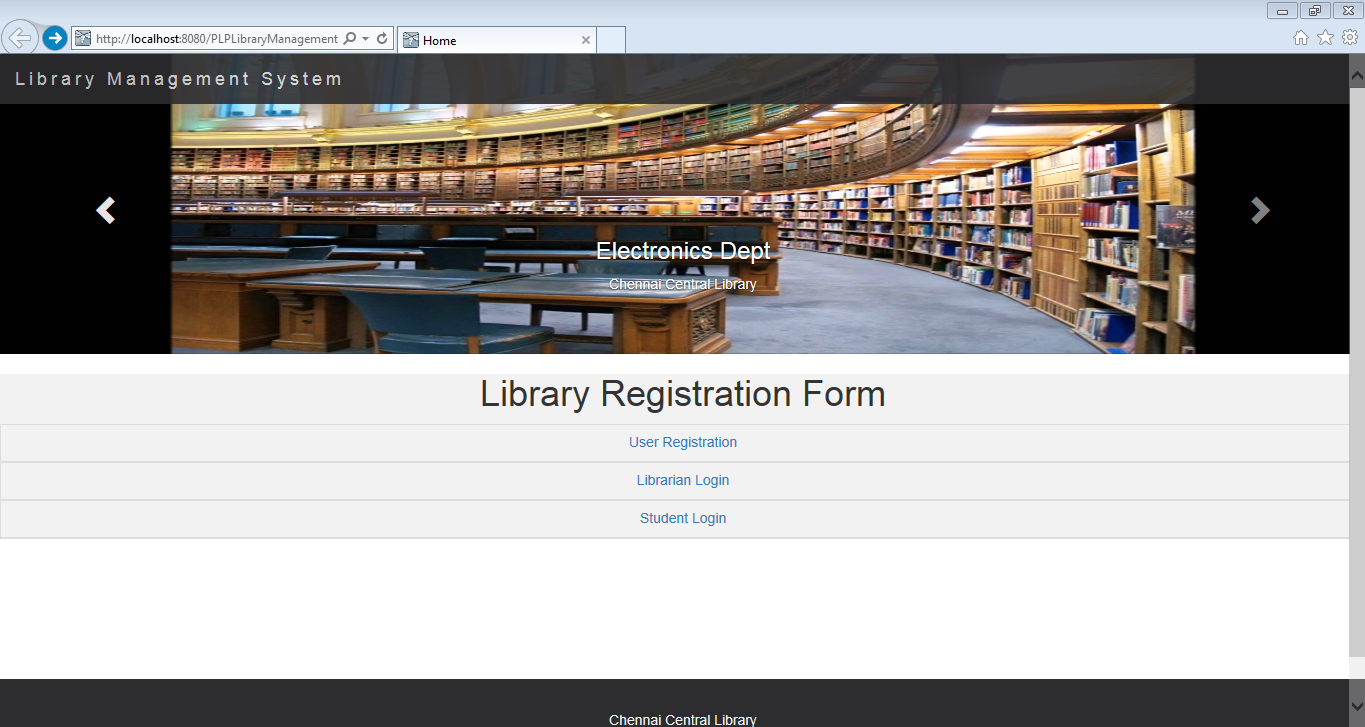 http://localhost:8080/PLPLibraryManagement
Home
Library Management System
Electronics Dept
Chennai Central Library
Library Registration Form
User Registration
Librarian Login
Student Login
Chennai Central Library